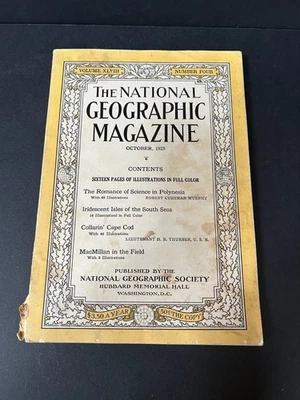 VOLUME XLVIII
NUMBER FOUR
THE NATIONAL
GEOGRAPHIC
MAGAZINE
OCTOBER, 1925
CONTENTS
SIXTEEN PAGES OF ILLUSTRATIONS IN FULL COLOR
The Romance of Science in Polynesia
With 48 Illustrations ROBERT CUSHMAN MURPHY
Iridescent Isles of the South Seas
16 Illustrations in Full Color
Collarin' Cape Cod
With Illustrations LIEUTENANT H. R. THURBER, U. S. N.
MacMillan in the Field
With 3 Illustrations
PUBLISHED BY THE
NATIONAL GEOGRAPHIC SOCIETY
HUBBARD MEMORIAL HALL
WASHINGTON, D.C.
$3.50 A YEAR
50¢ THE COPY